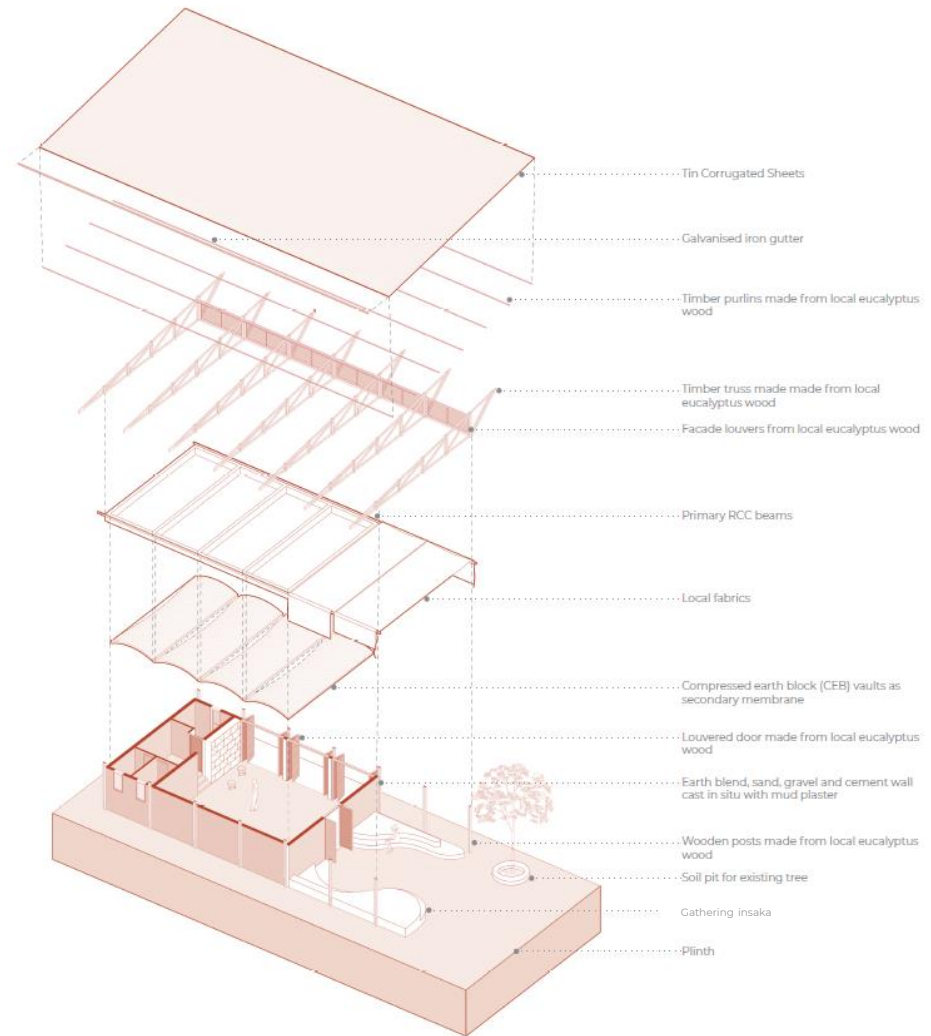 Tin Corrugated Sheets
Galvanised iron gutter
Timber purlins made from local eucalyptus
wood
Timber truss made made from local
eucalyptus wood
Facade louvers from local eucalyptus wood
Primary RCC beams
Local fabrics
Compressed earth block (CEB) vaults as
secondary membrane
Louvered door made from local eucalyptus
wood
Earth blend, sand, gravel and cement wall
cast in situ with mud plaster
Wooden posts made from local eucalyptus
wood
Soil pit for existing tree
Gathering insaka
Plinth